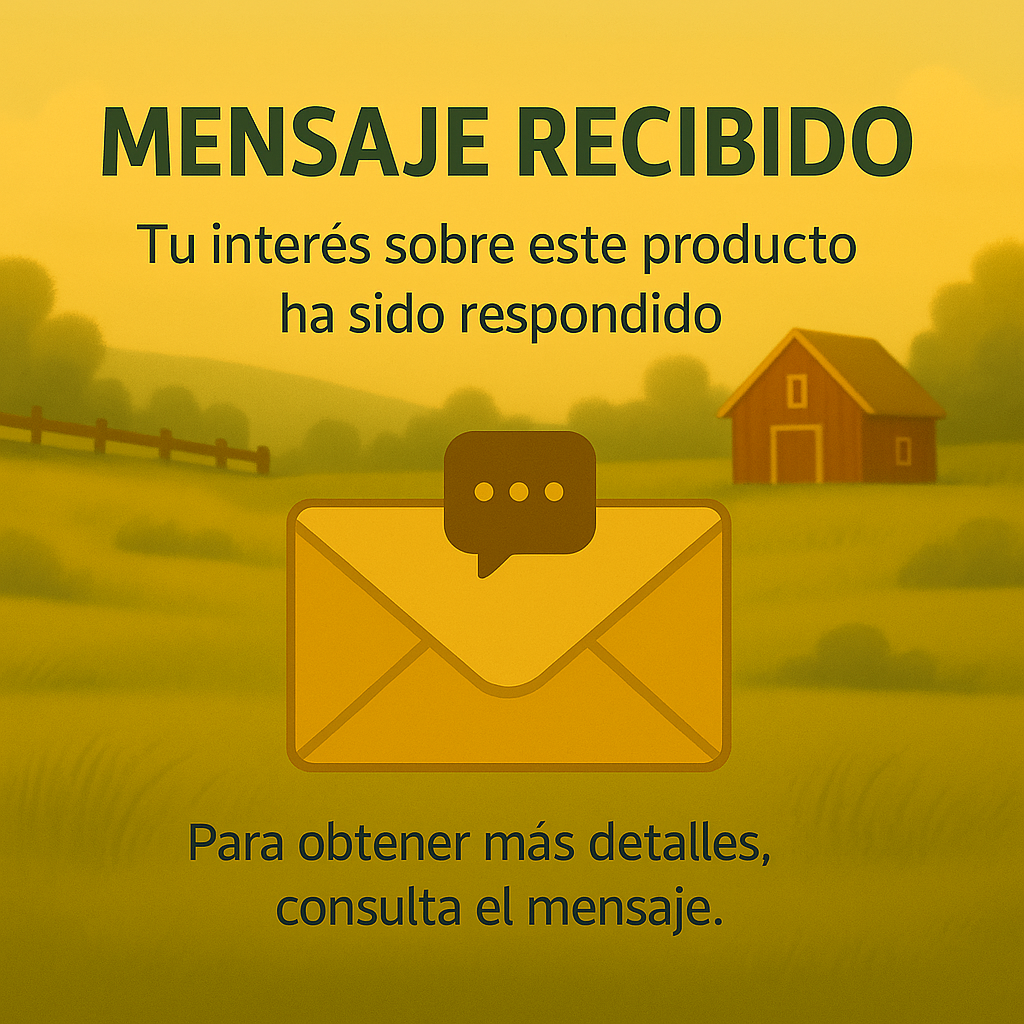 MENSAJE RECIBIDO
Tu interés sobre este producto
ha sido respondido
Para obtener más detalles,
consulta el mensaje.